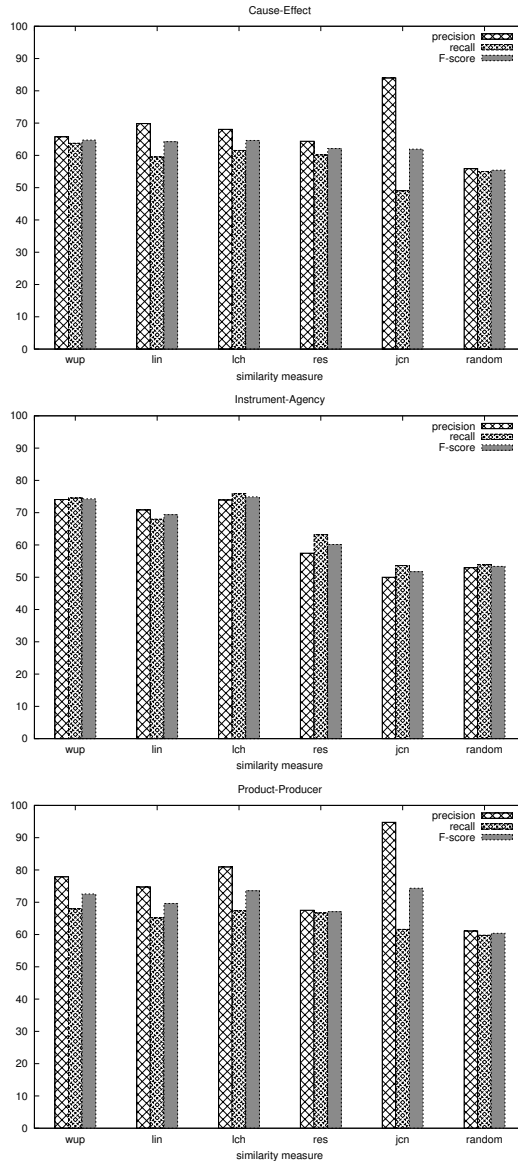 Cause-Effect
100
90
80
70
60
50
40
30
20
10
0
precision
recall
F-score
wup lin lch res jcn random
similarity measure
Instrument-Agency
100
90
80
70
60
50
40
30
20
10
0
precision
recall
F-score
wup lin lch res jcn random
similarity measure
Product-Producer
100
90
80
70
60
50
40
30
20
10
0
precision
recall
F-score
wup lin lch res jcn random
similarity measure